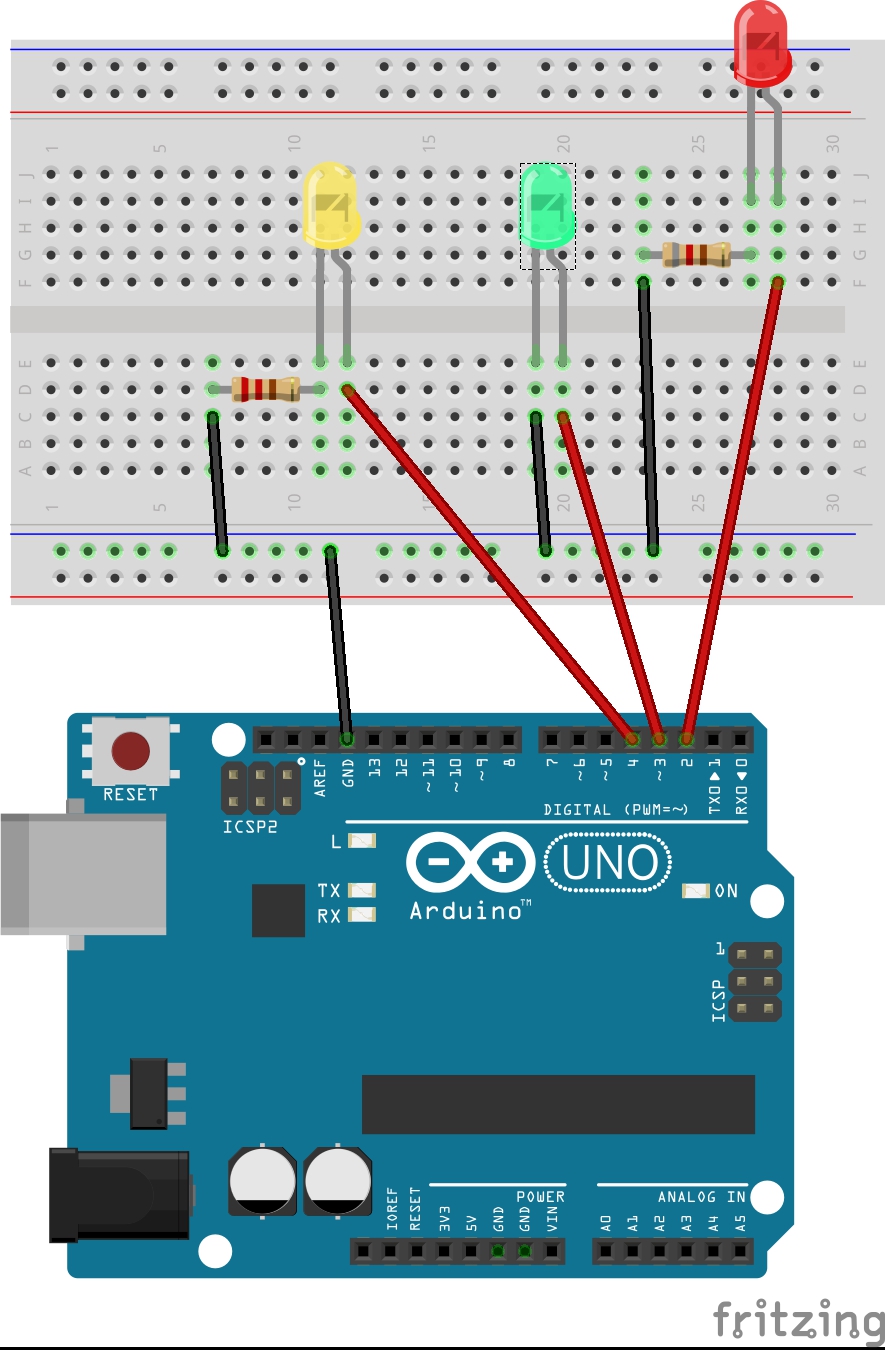 1 5 10 15 20 25 30
J J
I I
H H
G G
F F
E E
D D
C C
B B
A A
1 5 10 15 20 25 30
RESET
ICSP2
AREF GND 13 12 ~11 ~10 ~9 8 7 ~6 ~5 4 ~3 2 TX0▶1 RX0◀0
DIGITAL (PWM=~)
L
TX
RX
UNO
Arduino™
ON
1
ICSP
IOREF RESET 3V3 5V GND GND VIN
POWER
A0 A1 A2 A3 A4 A5
ANALOG IN
fritzing